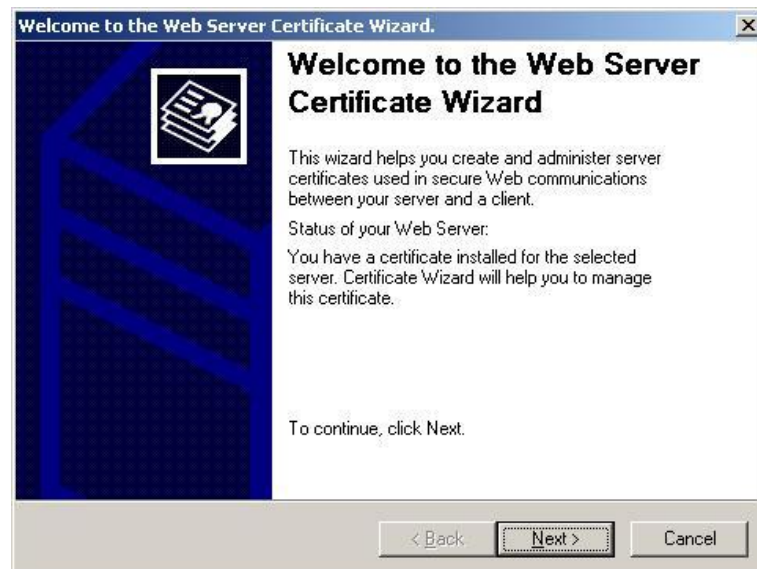 Welcome to the Web Server Certificate Wizard.
Welcome to the Web Server
Certificate Wizard
This wizard helps you create and administer server
certificates used in secure Web communications
between your server and a client.
Status of your Web Server:
You have a certificate installed for the selected
server. Certificate Wizard will help you to manage
this certificate.
To continue, click Next.
< Back
Next >
Cancel